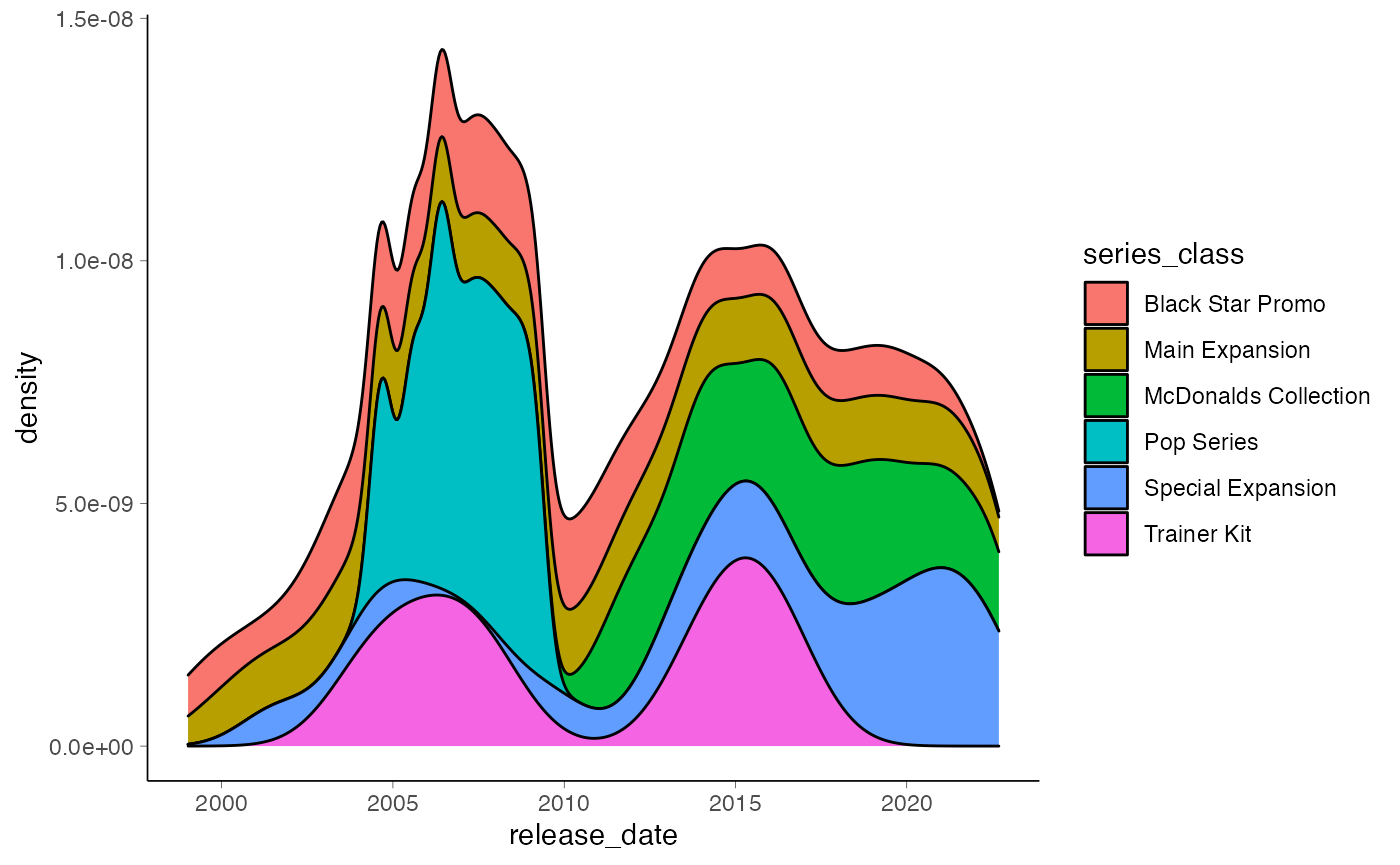 1.5e-08
1.0e-08
5.0e-09
0.0e+00
density
2000 2005 2010 2015 2020
release_date
series_class
Black Star Promo
Main Expansion
McDonalds Collection
Pop Series
Special Expansion
Trainer Kit